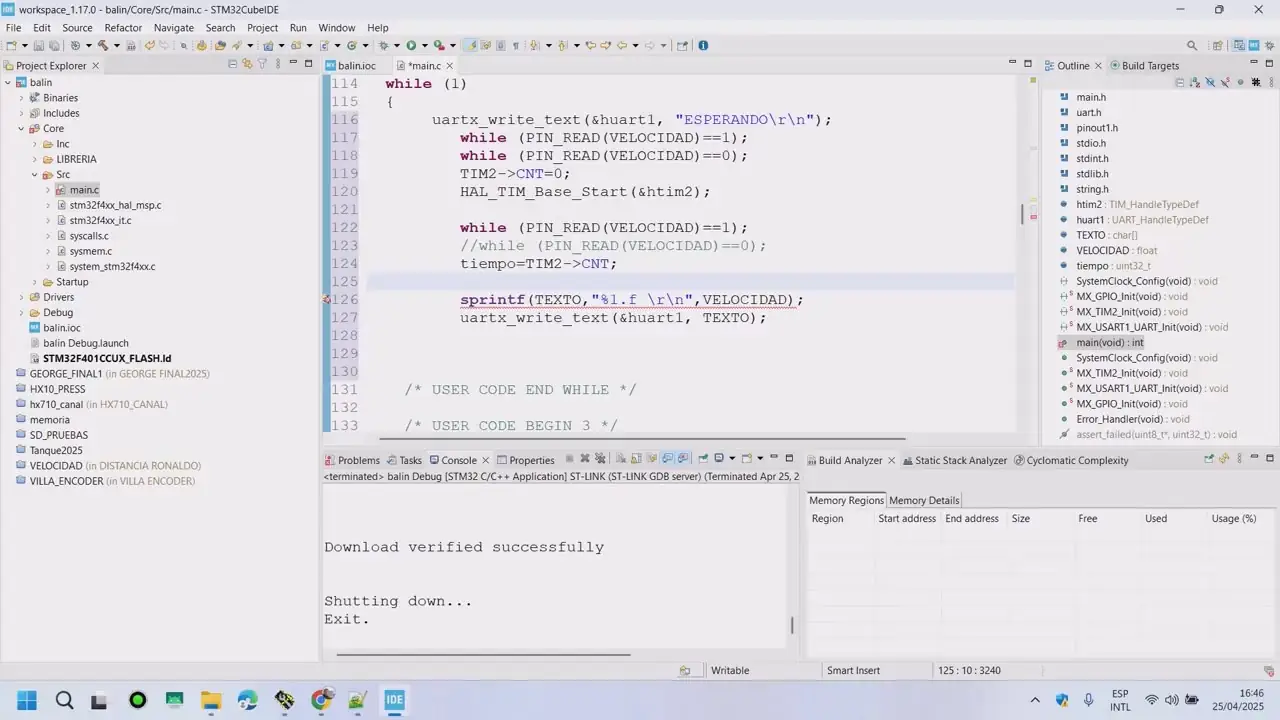 workspace_1.17.0 - balin/Core/Src/main.c - STM32CubeIDE
File Edit Source Refactor Navigate Search Project Run Window Help
Project Explorer
balin
Binaries
Includes
Core
Inc
LIBRERIA
Src
main.c
stm32f4xx_hal_msp.c
stm32f4xx_it.c
syscalls.c
sysmem.c
system_stm32f4xx.c
Startup
Drivers
Debug
balin.ioc
balin Debug.launch
STM32F401CCUX_FLASH.ld
GEORGE_FINAL1 (in GEORGE FINAL2025)
HX10_PRESS
hx710_canal (in HX710_CANAL)
memoria
SD_PRUEBAS
Tanque2025
VELOCIDAD (in DISTANCIA RONALDO)
VILLA_ENCODER (in VILLA ENCODER)
balin.ioc *main.c
114 while (1)
115 {
116 uartx_write_text(&huart1, "ESPERANDO\r\n");
117 while (PIN_READ(VELOCIDAD)==1);
118 while (PIN_READ(VELOCIDAD)==0);
119 TIM2->CNT=0;
120 HAL_TIM_Base_Start(&htim2);
121
122 while (PIN_READ(VELOCIDAD)==1);
123 //while (PIN_READ(VELOCIDAD)==0);
124 tiempo=TIM2->CNT;
125
126 sprintf(TEXTO,"%1.f \r\n",VELOCIDAD);
127 uartx_write_text(&huart1, TEXTO);
128
129
130
131 /* USER CODE END WHILE */
132
133 /* USER CODE BEGIN 3 */
Outline Build Targets
main.h
uart.h
pinout1.h
stdio.h
stdint.h
stdlib.h
string.h
htim2 : TIM_HandleTypeDef
huart1 : UART_HandleTypeDef
TEXTO : char[]
VELOCIDAD : float
tiempo : uint32_t
SystemClock_Config(void) : void
MX_GPIO_Init(void) : void
MX_TIM2_Init(void) : void
MX_USART1_UART_Init(void) : void
main(void) : int
SystemClock_Config(void) : void
MX_TIM2_Init(void) : void
MX_USART1_UART_Init(void) : void
MX_GPIO_Init(void) : void
Error_Handler(void) : void
assert_failed(uint8_t*, uint32_t) : void
Problems Tasks Console Properties
<terminated> balin Debug [STM32 C/C++ Application] ST-LINK (ST-LINK GDB server) (Terminated Apr 25, 2
Download verified successfully
Shutting down...
Exit.
Build Analyzer Static Stack Analyzer Cyclomatic Complexity
Memory Regions Memory Details
Region Start address End address Size Free Used Usage (%)
Writable Smart Insert 125 : 10 : 3240
IDE
ESP
INTL
16:46
25/04/2025